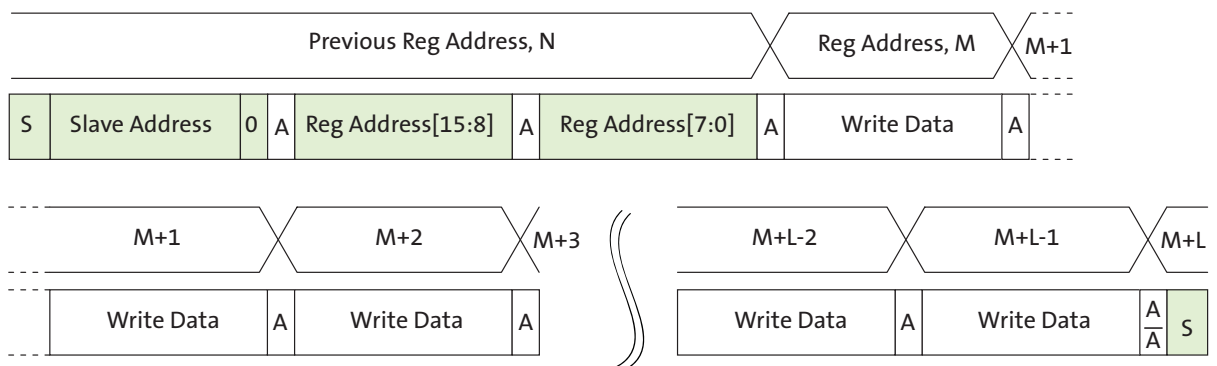 Previous Reg Address, N Reg Address, M M+1
S Slave Address 0 A Reg Address[15:8] A Reg Address[7:0] A Write Data A
M+1 M+2 M+3 M+L-2 M+L-1 M+L
Write Data A Write Data A Write Data A Write Data A/A̅ S